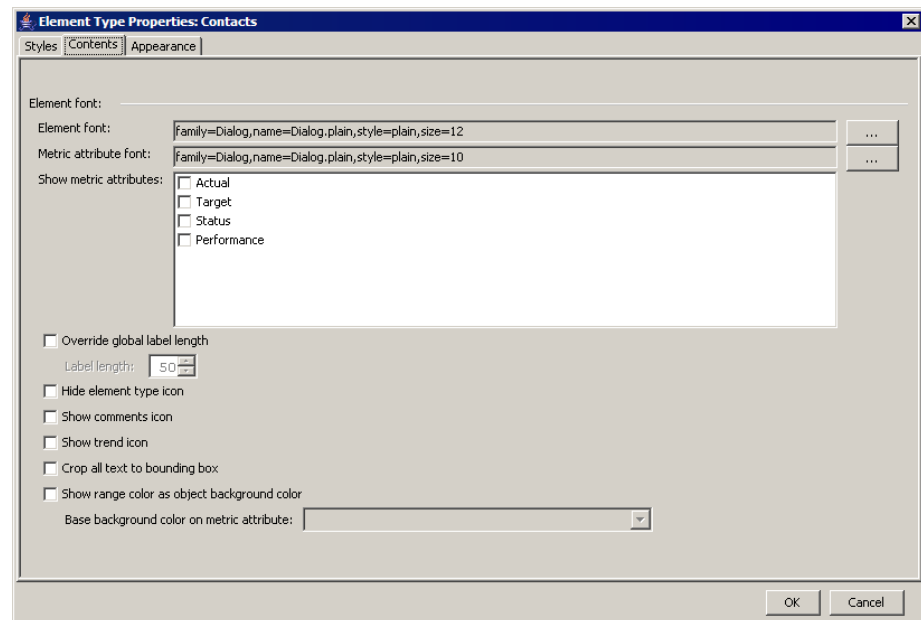 Element Type Properties: Contacts
Styles Contents Appearance
Element font:
Element font: family=Dialog,name=Dialog.plain,style=plain,size=12 ...
Metric attribute font: family=Dialog,name=Dialog.plain,style=plain,size=10 ...
Show metric attributes: Actual
Target
Status
Performance
Override global label length
Label length: 50
Hide element type icon
Show comments icon
Show trend icon
Crop all text to bounding box
Show range color as object background color
Base background color on metric attribute:
OK Cancel